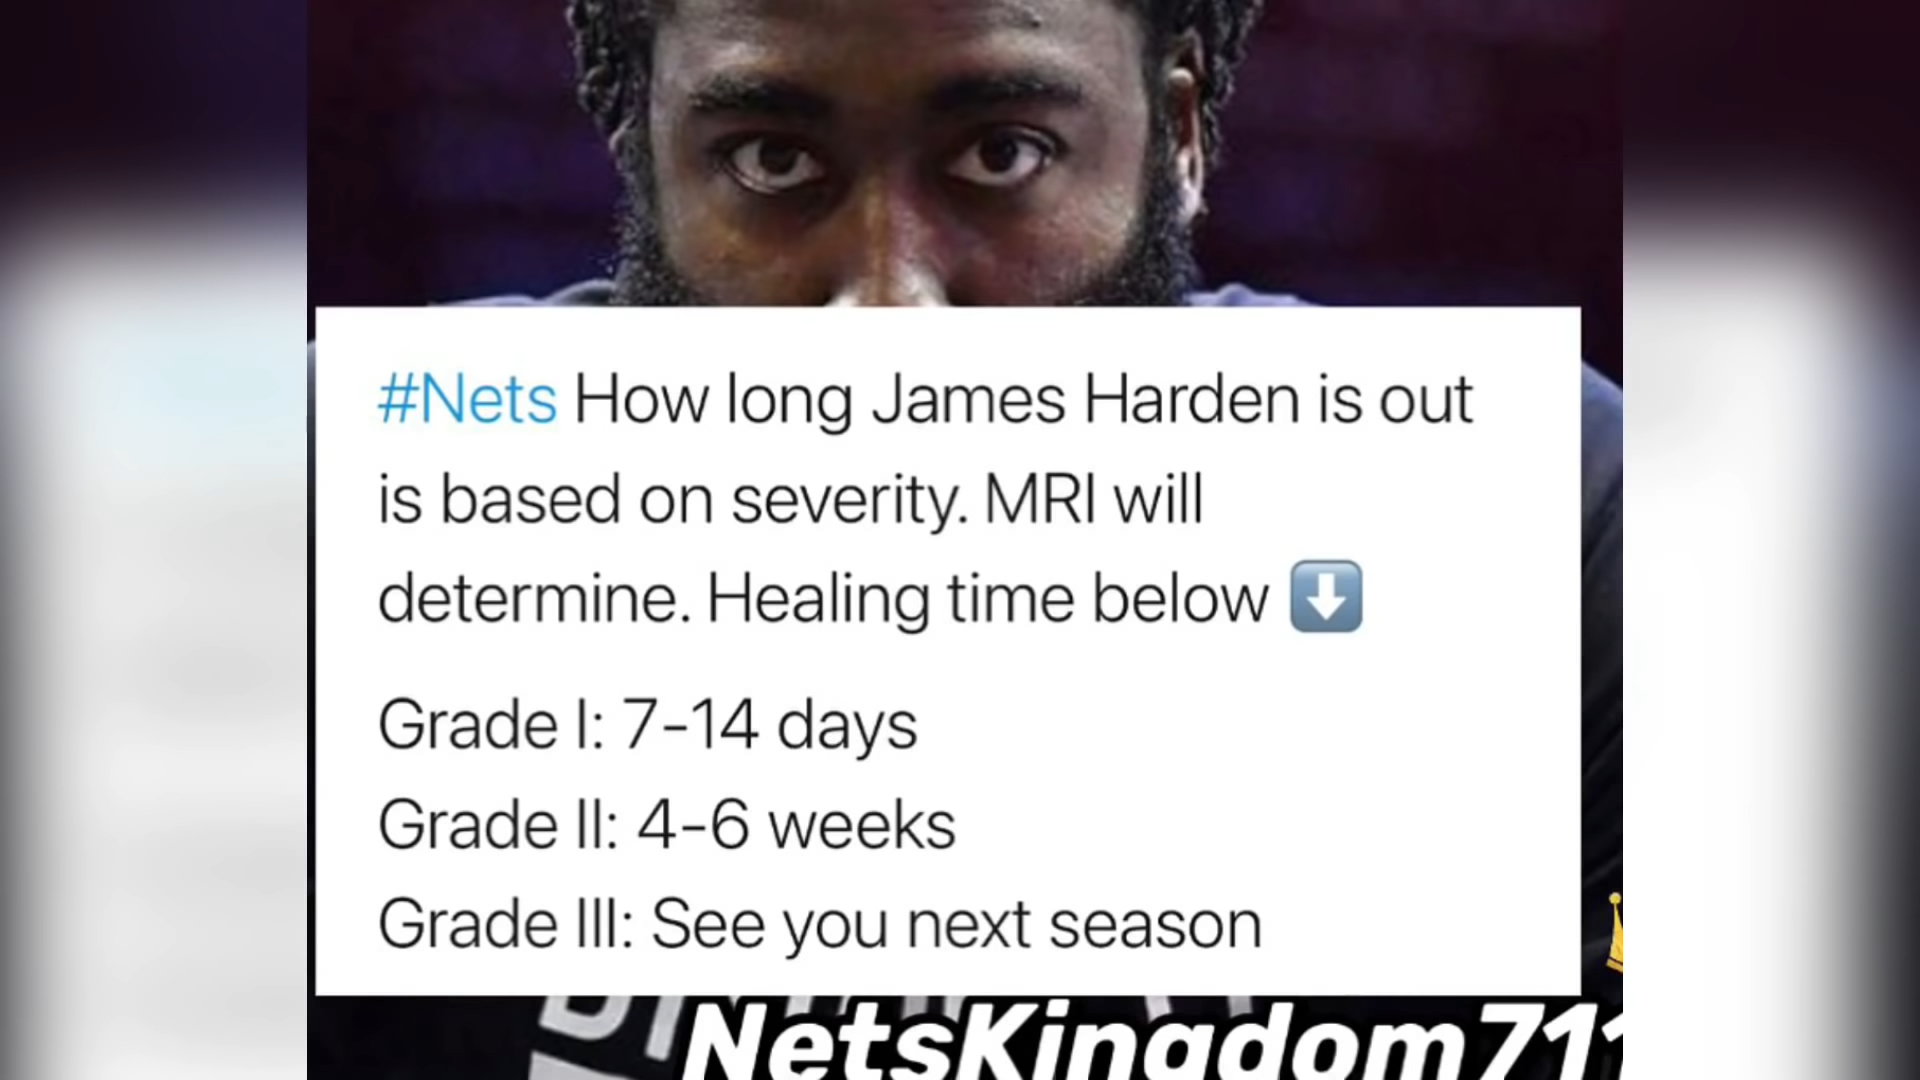 #Nets How long James Harden is out
is based on severity. MRI will
determine. Healing time below ⬇️
Grade I: 7-14 days
Grade II: 4-6 weeks
Grade III: See you next season
NetsKingdom711